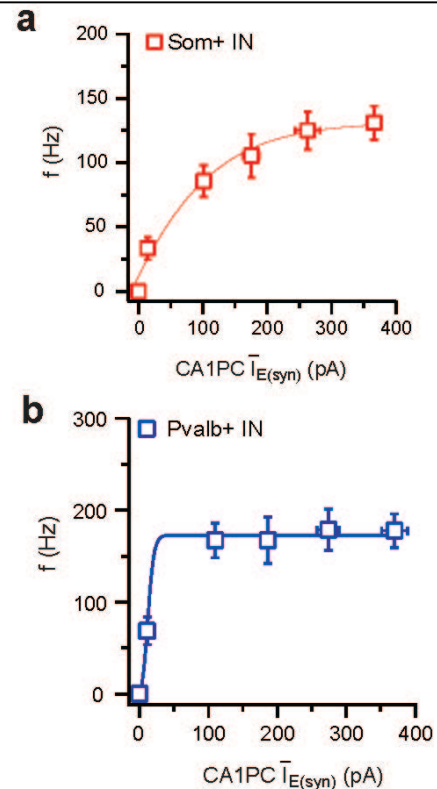 a
200
Som+ IN
150
100
50
0
f (Hz)
0 100 200 300 400
CA1PC I̅E(syn) (pA)
b
300
Pvalb+ IN
200
100
0
f (Hz)
0 100 200 300 400
CA1PC I̅E(syn) (pA)